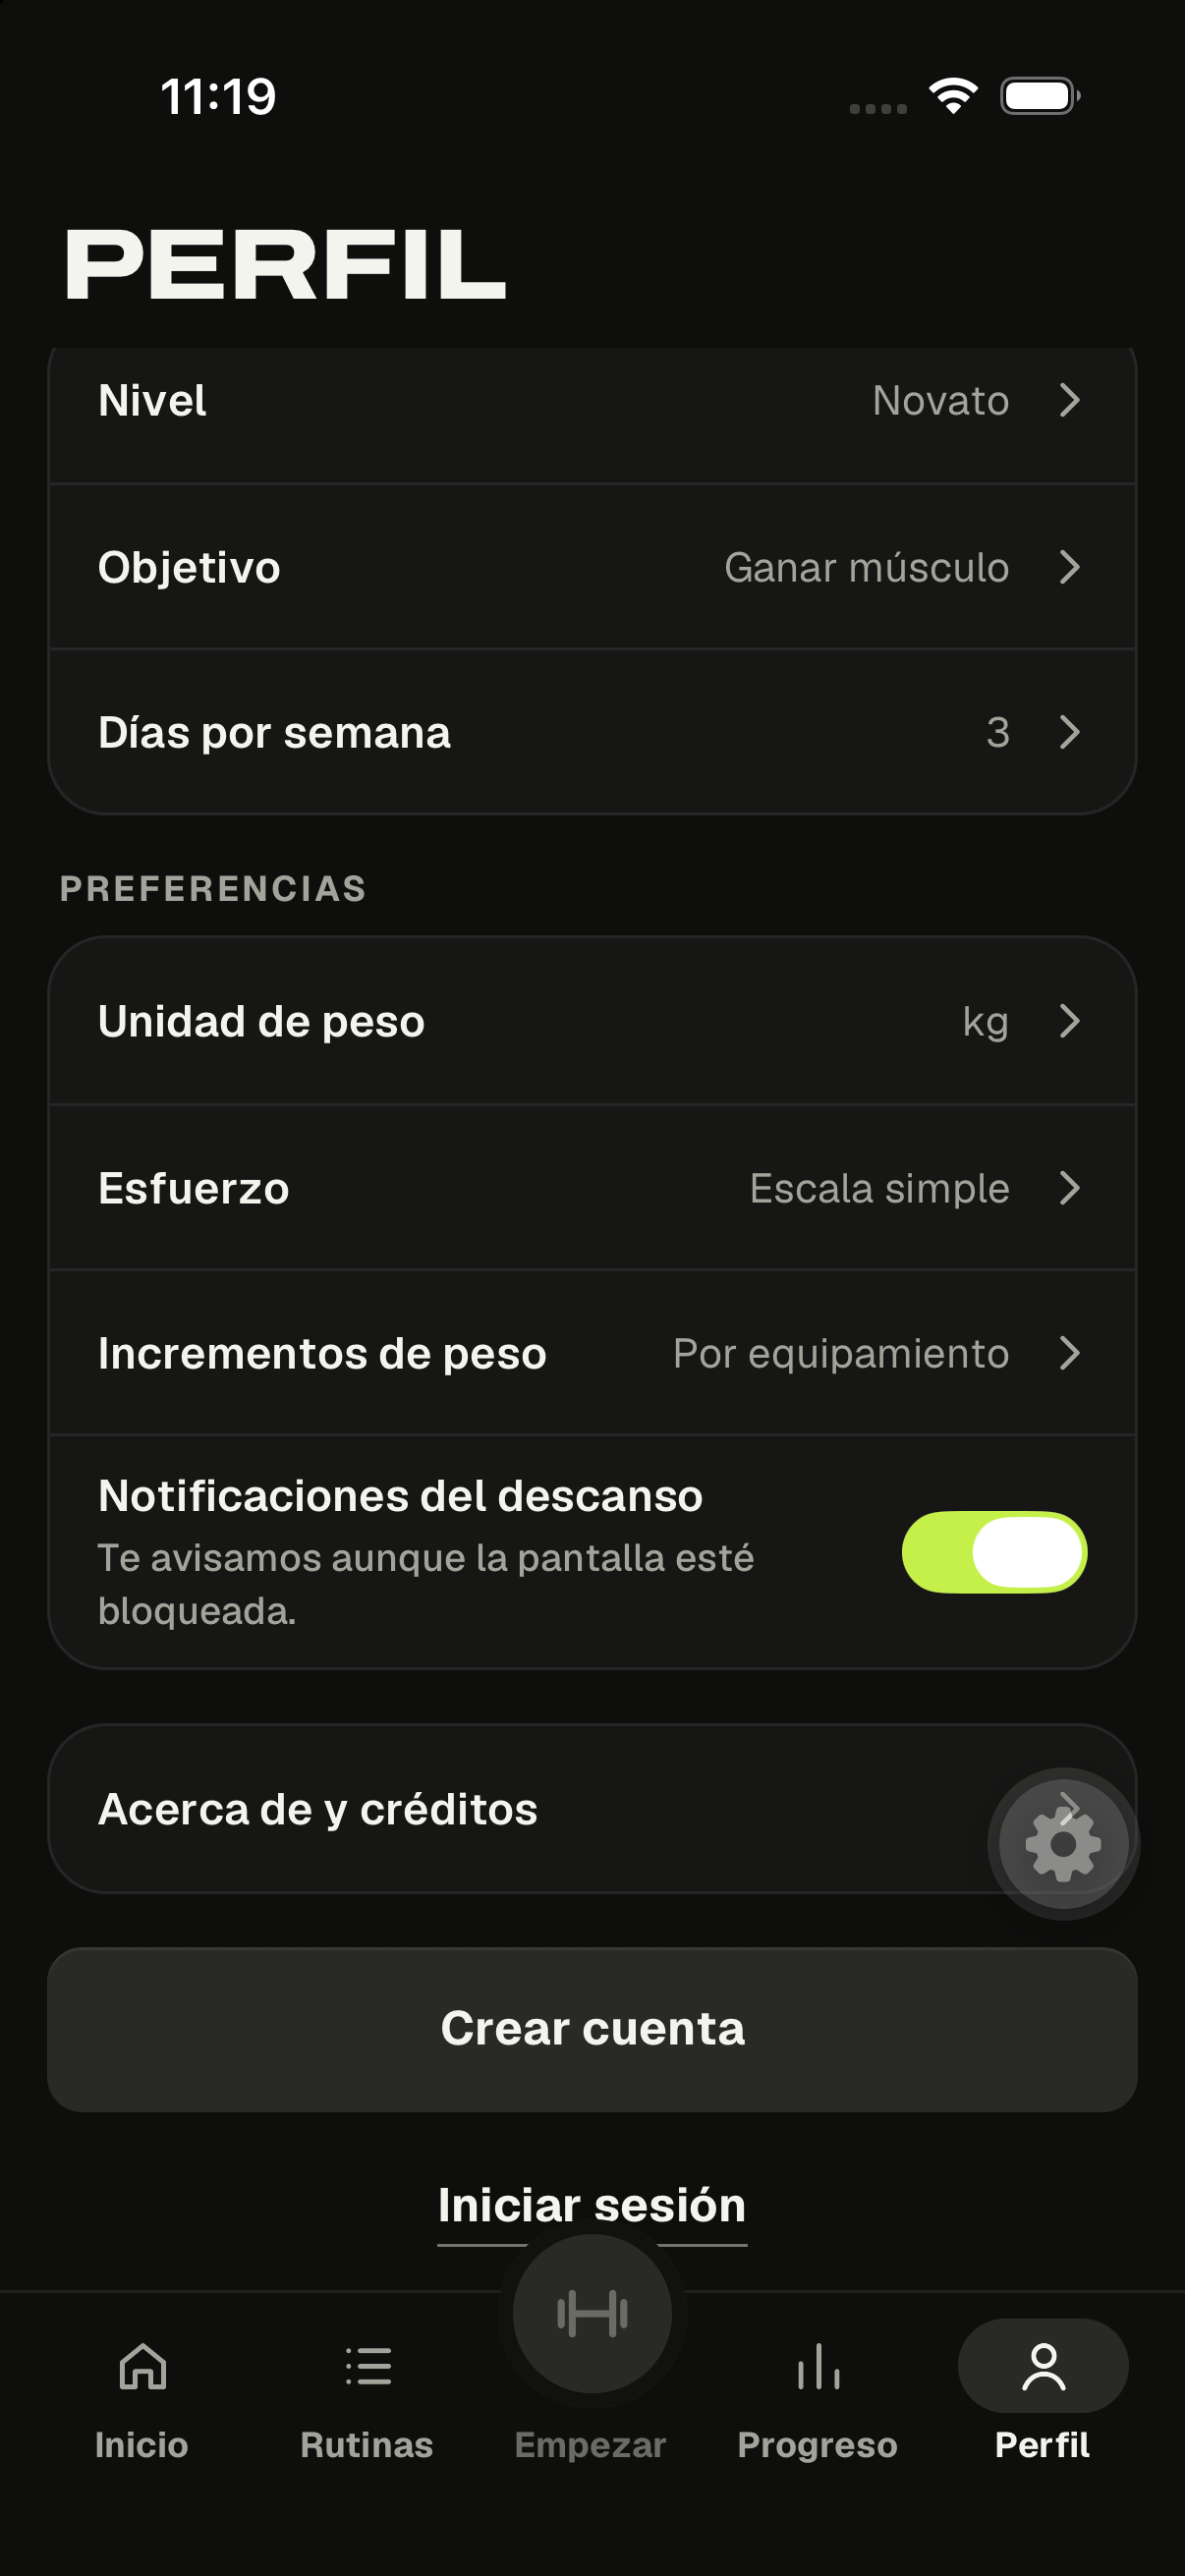 11:19
PERFIL
Nivel Novato
Objetivo Ganar músculo
Días por semana 3
PREFERENCIAS
Unidad de peso kg
Esfuerzo Escala simple
Incrementos de peso Por equipamiento
Notificaciones del descanso
Te avisamos aunque la pantalla esté
bloqueada.
Acerca de y créditos
Crear cuenta
Iniciar sesión
Inicio Rutinas Empezar Progreso Perfil